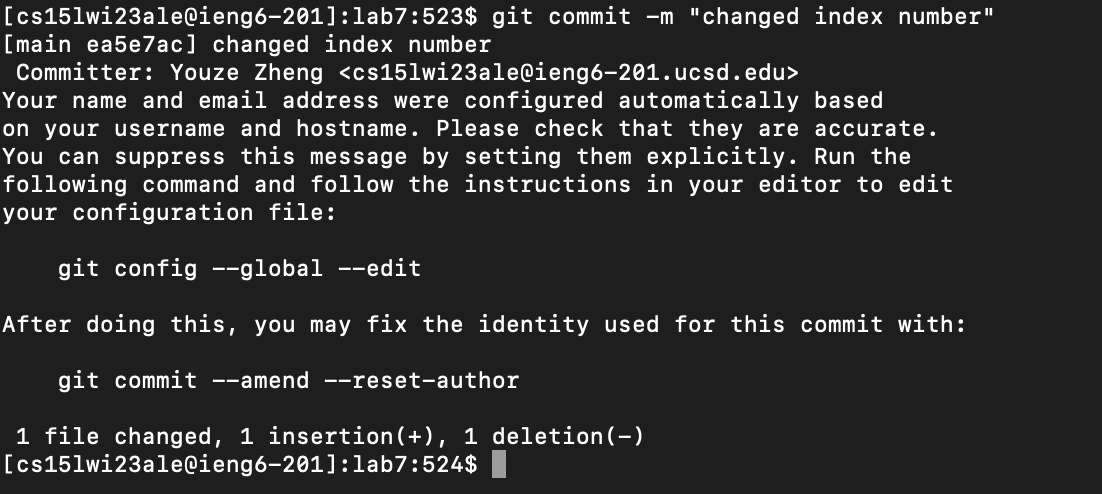 [cs15lwi23ale@ieng6-201]:lab7:523$ git commit -m "changed index number"
[main ea5e7ac] changed index number
 Committer: Youze Zheng <cs15lwi23ale@ieng6-201.ucsd.edu>
Your name and email address were configured automatically based
on your username and hostname. Please check that they are accurate.
You can suppress this message by setting them explicitly. Run the
following command and follow the instructions in your editor to edit
your configuration file:

    git config --global --edit

After doing this, you may fix the identity used for this commit with:

    git commit --amend --reset-author

 1 file changed, 1 insertion(+), 1 deletion(-)
[cs15lwi23ale@ieng6-201]:lab7:524$